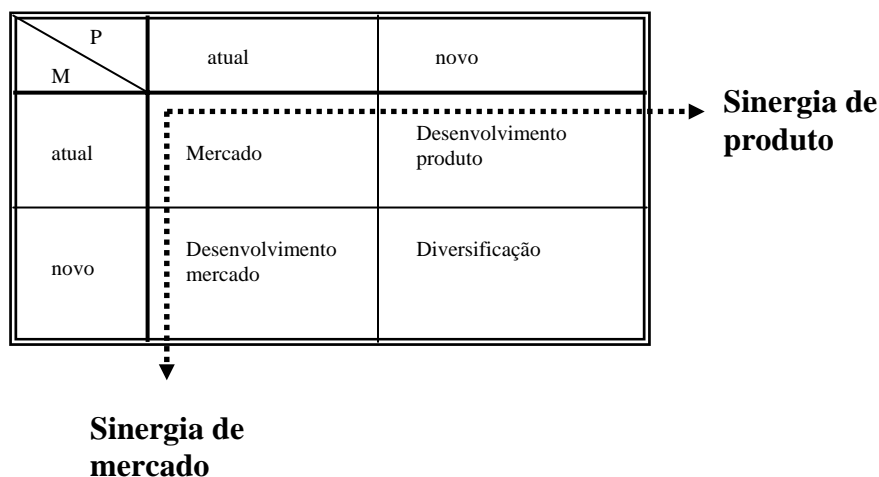 P
M
atual
novo
Sinergia de
produto
atual
Mercado
Desenvolvimento
produto
novo
Desenvolvimento
mercado
Diversificação
Sinergia de
mercado